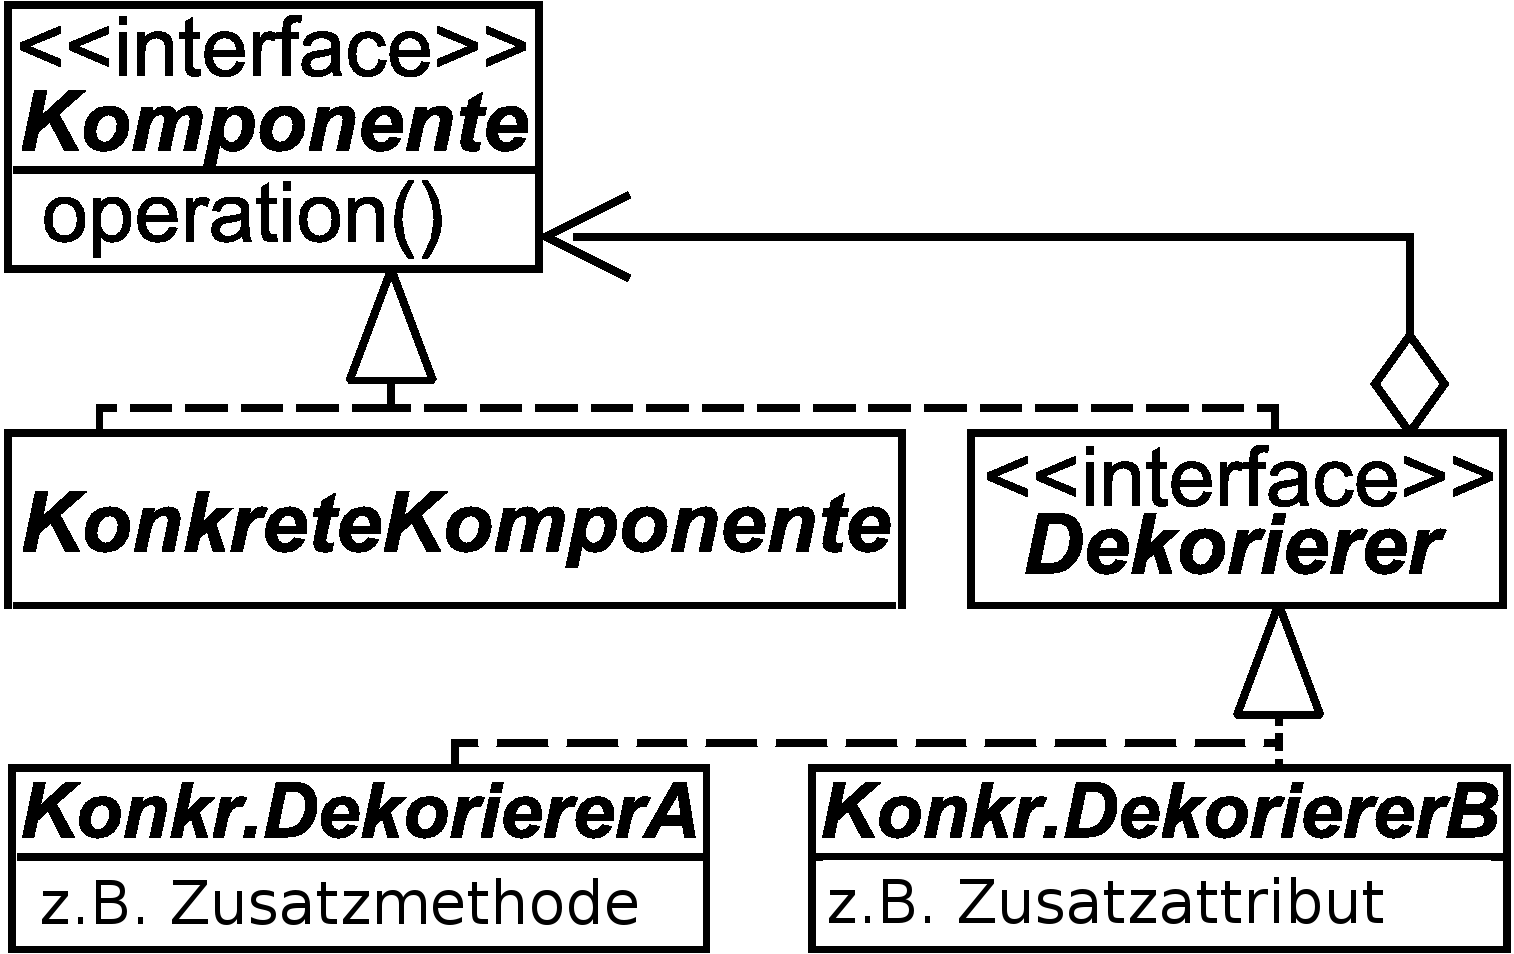 <<interface>>
Komponente
operation()
KonkreteKomponente
<<interface>>
Dekorierer
Konkr.DekoriererA
z.B. Zusatzmethode
Konkr.DekoriererB
z.B. Zusatzattribut